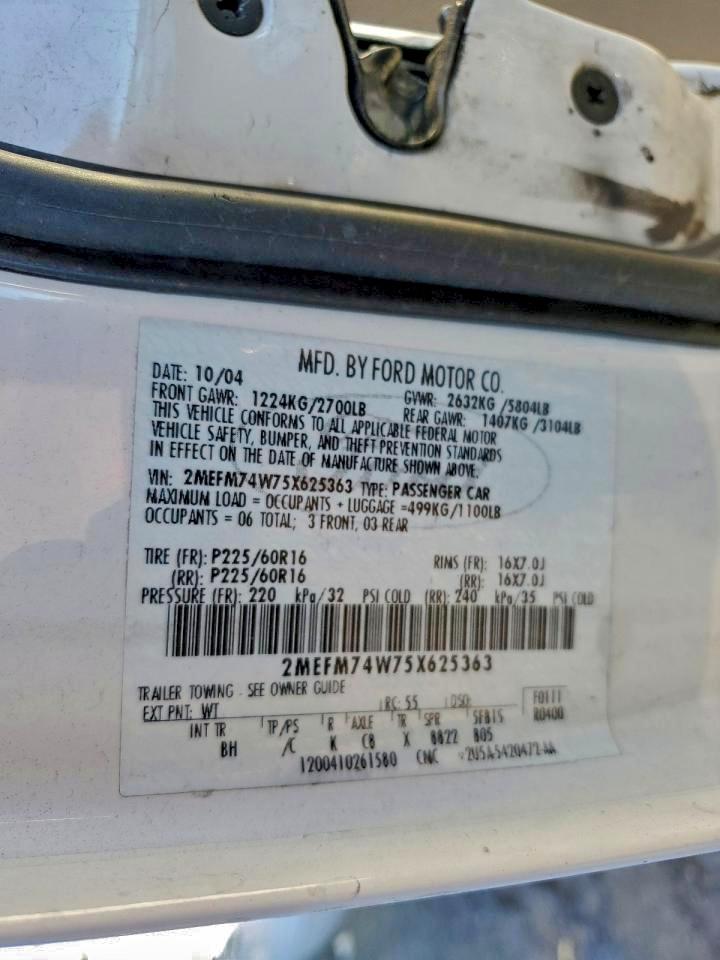 MFD. BY FORD MOTOR CO.
DATE: 10/04
GVWR: 2632KG /5804LB
FRONT GAWR: 1224KG/2700LB
REAR GAWR: 1407KG /3104LB
THIS VEHICLE CONFORMS TO ALL APPLICABLE FEDERAL MOTOR
VEHICLE SAFETY, BUMPER, AND THEFT PREVENTION STANDARDS
IN EFFECT ON THE DATE OF MANUFACTURE SHOWN ABOVE.
VIN: 2MEFM74W75X625363 TYPE: PASSENGER CAR
MAXIMUM LOAD = OCCUPANTS + LUGGAGE =499KG/1100LB
OCCUPANTS = 06 TOTAL; 3 FRONT, 03 REAR
TIRE (FR): P225/60R16 RIMS (FR): 16X7.0J
(RR): P225/60R16 (RR): 16X7.0J
PRESSURE (FR): 220 kPa/32 PSI COLD (RR): 240 kPa/35 PSI COLD
2MEFM74W75X625363
TRAILER TOWING - SEE OWNER GUIDE
EXT PNT: WT RC: 55 DSO: F0111
R0400
INT TR TP/PS R AXLE TR SPR SFB15
BH /C K C8 X 8822 805
1200410261580 CMC